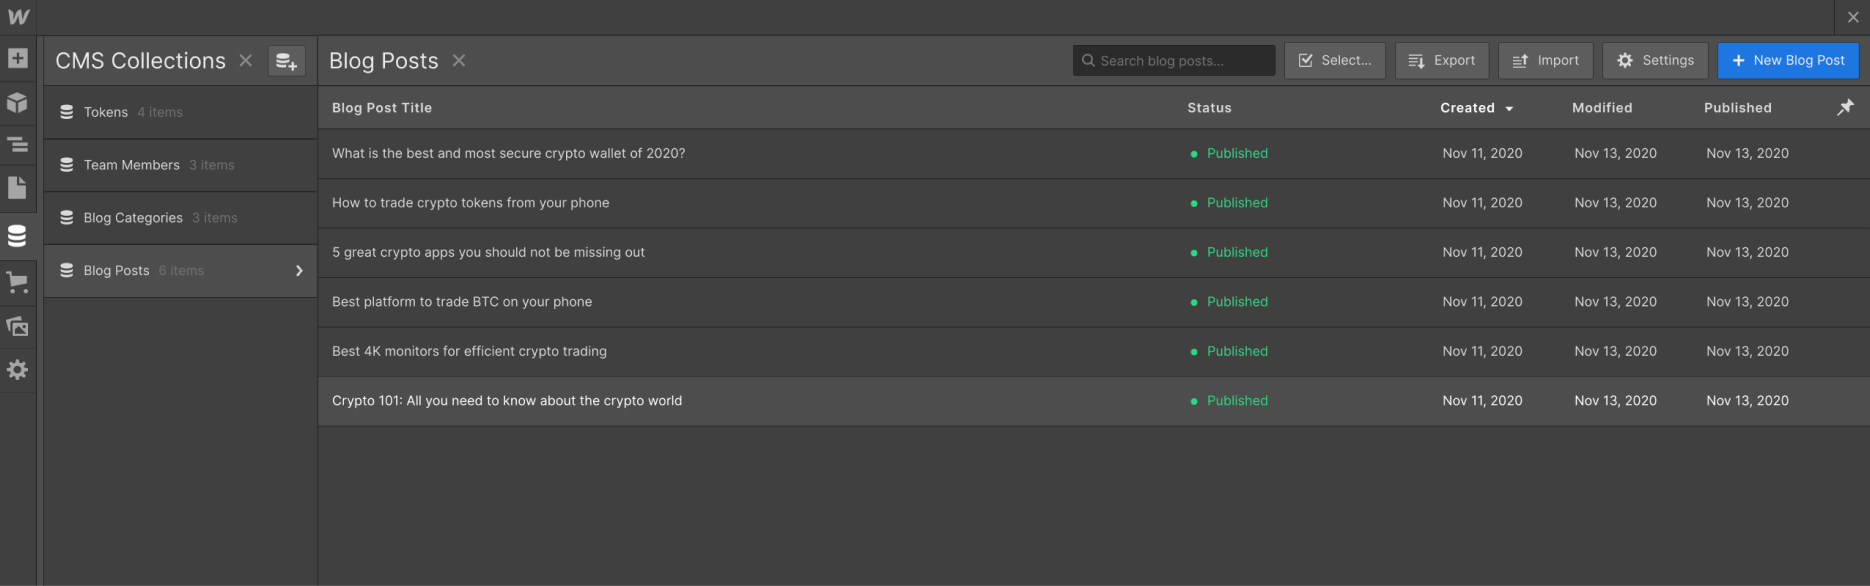 CMS Collections
Blog Posts
Search blog posts...
Select...
Export
Import
Settings
New Blog Post
Tokens 4 items
Team Members 3 items
Blog Categories 3 items
Blog Posts 6 items
Blog Post Title Status Created Modified Published
What is the best and most secure crypto wallet of 2020? Published Nov 11, 2020 Nov 13, 2020 Nov 13, 2020
How to trade crypto tokens from your phone Published Nov 11, 2020 Nov 13, 2020 Nov 13, 2020
5 great crypto apps you should not be missing out Published Nov 11, 2020 Nov 13, 2020 Nov 13, 2020
Best platform to trade BTC on your phone Published Nov 11, 2020 Nov 13, 2020 Nov 13, 2020
Best 4K monitors for efficient crypto trading Published Nov 11, 2020 Nov 13, 2020 Nov 13, 2020
Crypto 101: All you need to know about the crypto world Published Nov 11, 2020 Nov 13, 2020 Nov 13, 2020